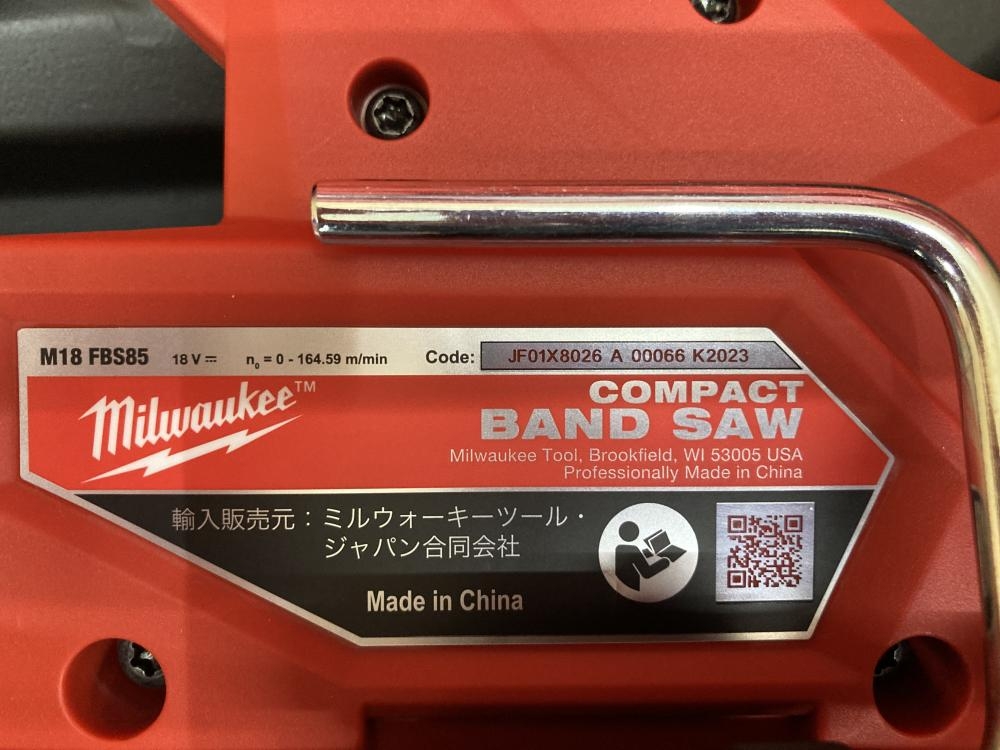 M18 FBS85 18 V ⎓ n₀ = 0 - 164.59 m/min Code: JF01X8026 A 00066 K2023
Milwaukee™
COMPACT
BAND SAW
Milwaukee Tool, Brookfield, WI 53005 USA
Professionally Made in China
輸入販売元：ミルウォーキーツール・
ジャパン合同会社
Made in China